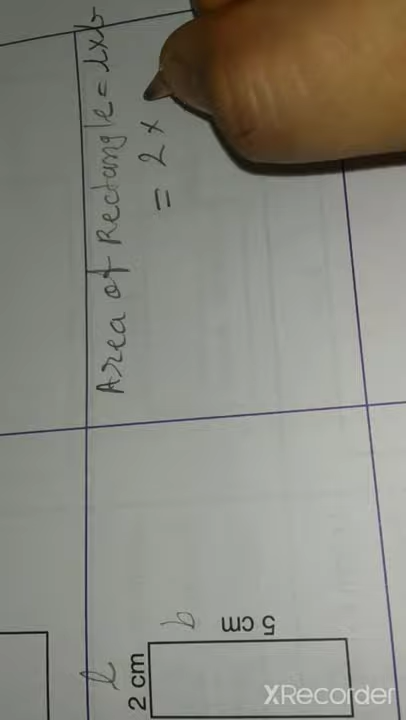 Area of Rectangle = l x b
= 2 x
l
2 cm
b
5 cm
XRecorder